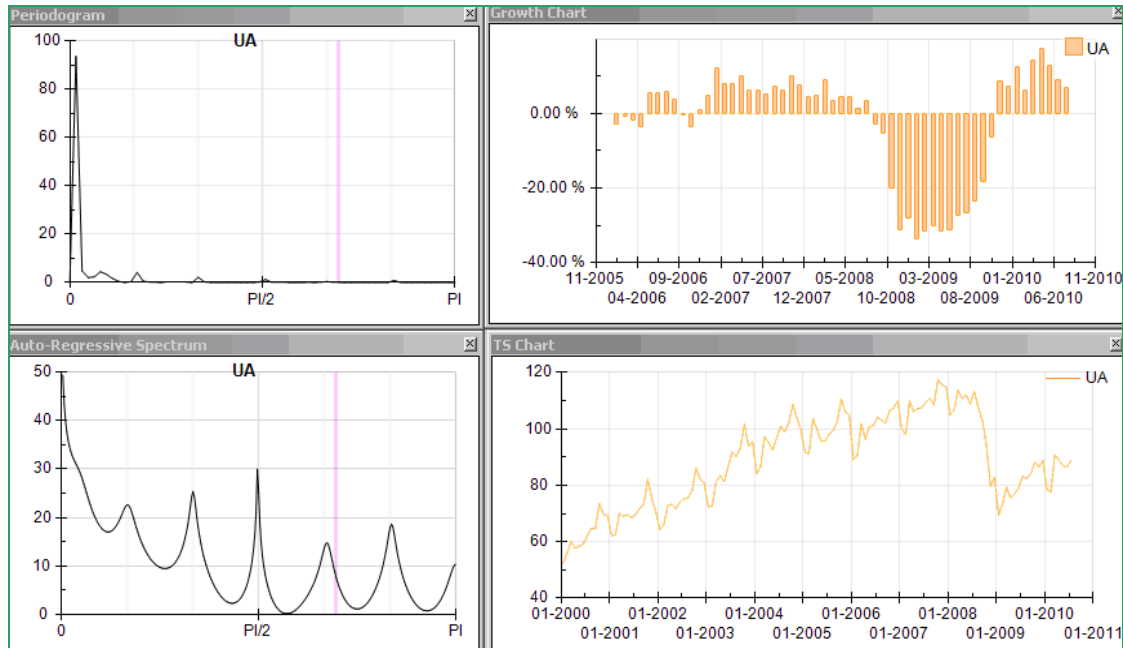 Periodogram
UA
100
80
60
40
20
0
0 PI/2 PI
Growth Chart
UA
0.00 %
-20.00 %
-40.00 %
11-2005 09-2006 07-2007 05-2008 03-2009 01-2010 11-2010
04-2006 02-2007 12-2007 10-2008 08-2009 06-2010
Auto-Regressive Spectrum
UA
50
40
30
20
10
0
0 PI/2 PI
TS Chart
UA
120
100
80
60
40
01-2000 01-2002 01-2004 01-2006 01-2008 01-2010
01-2001 01-2003 01-2005 01-2007 01-2009 01-2011